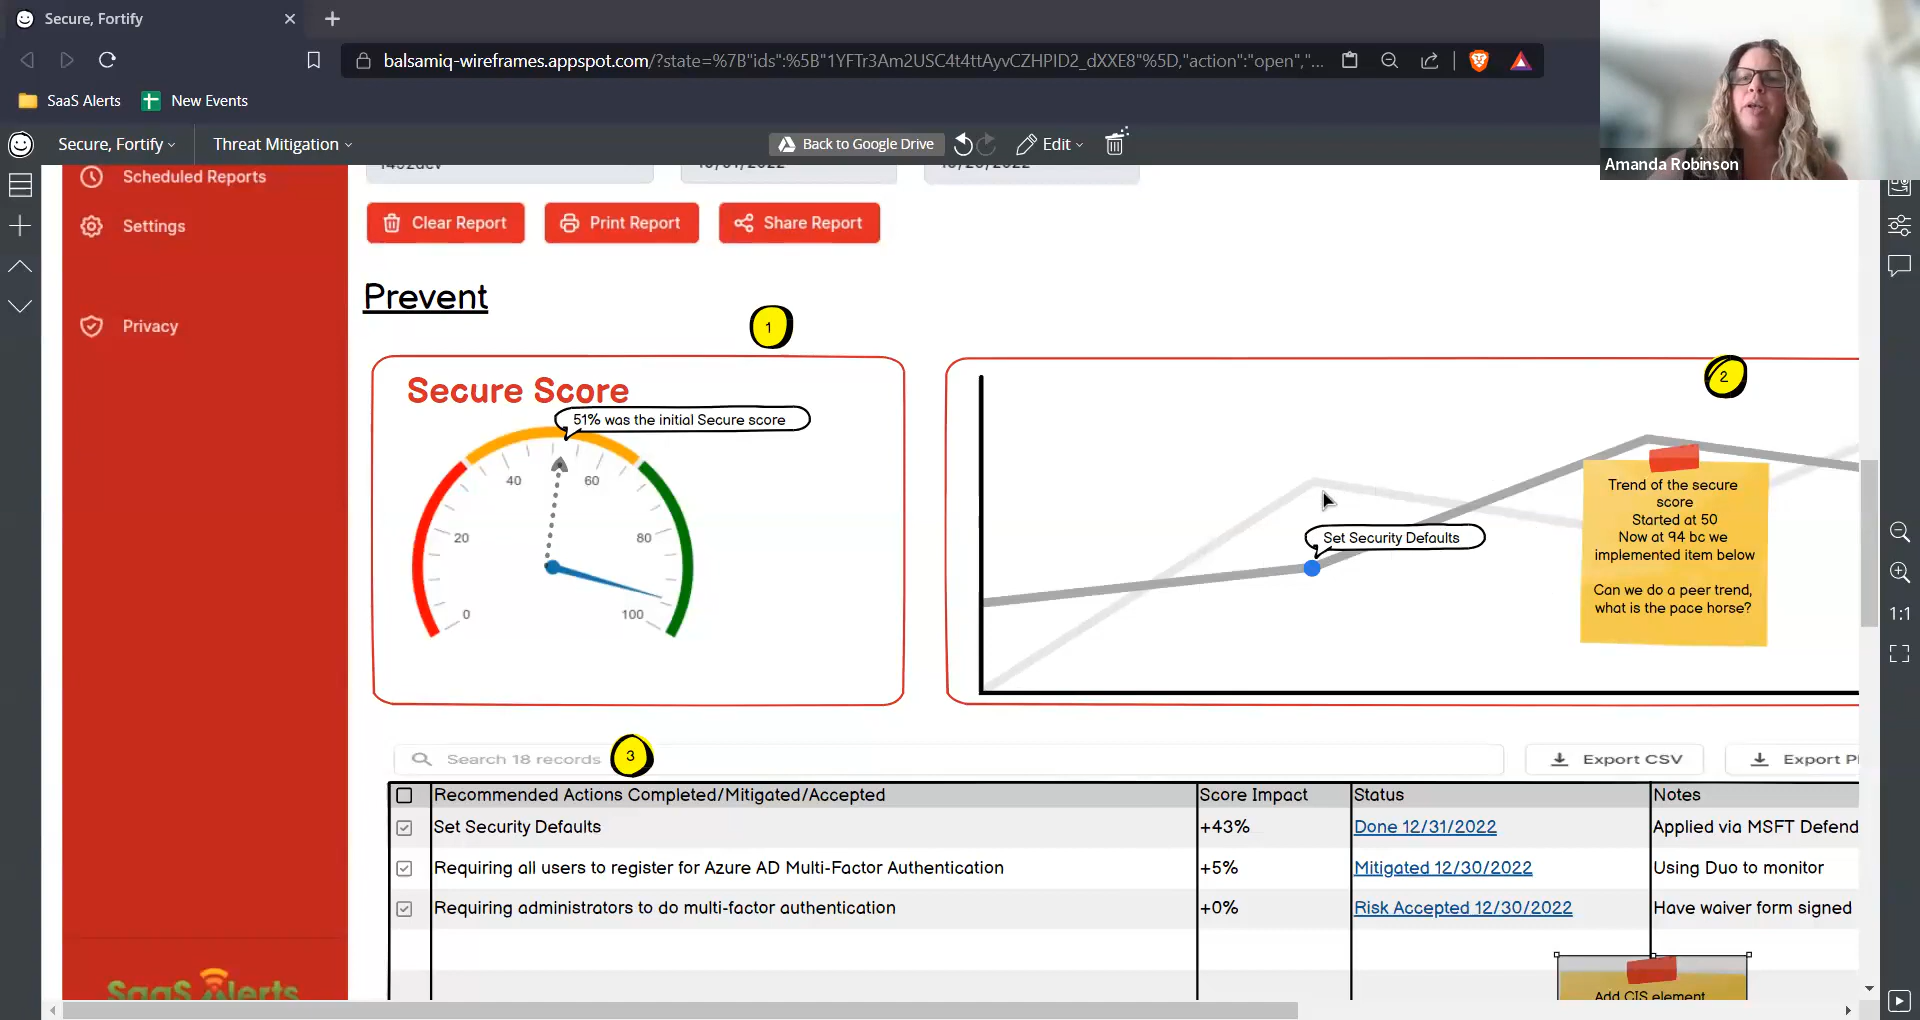 Secure, Fortify
balsamiq-wireframes.appspot.com/?state=%7B"ids":%5B"1YFTr3Am2USC4t4ttAyvCZHPID2_dXXE8"%5D,"action":"open","...
SaaS Alerts
New Events
Amanda Robinson
Secure, Fortify
Threat Mitigation
Back to Google Drive
Edit
Scheduled Reports
Settings
Privacy
Clear Report
Print Report
Share Report
Prevent
1
Secure Score
51% was the initial Secure score
0
20
40
60
80
100
2
Set Security Defaults
Trend of the secure
score
Started at 50
Now at 94 bc we
implemented item below
Can we do a peer trend,
what is the pace horse?
1:1
Search 18 records
3
Export CSV
Export P
Recommended Actions Completed/Mitigated/Accepted
Score Impact
Status
Notes
Set Security Defaults
+43%
Done 12/31/2022
Applied via MSFT Defend
Requiring all users to register for Azure AD Multi-Factor Authentication
+5%
Mitigated 12/30/2022
Using Duo to monitor
Requiring administrators to do multi-factor authentication
+0%
Risk Accepted 12/30/2022
Have waiver form signed
Add CIS element
SaaS Alerts